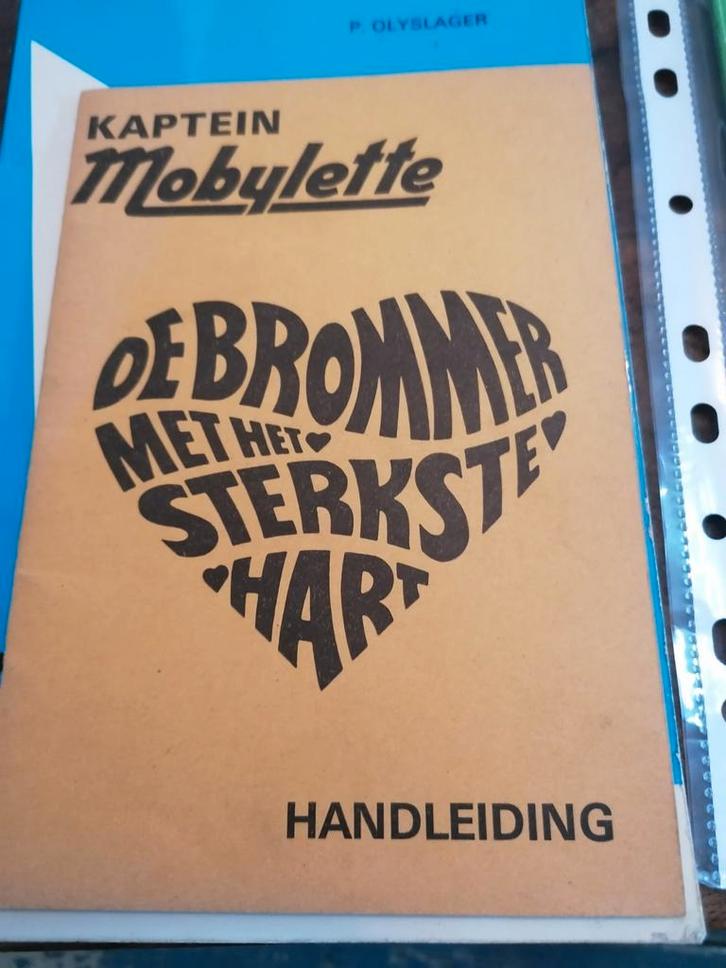 P. OLYSLAGER
KAPTEIN
Mobylette
DE BROMMER
MET HET
STERKSTE
HART
HANDLEIDING